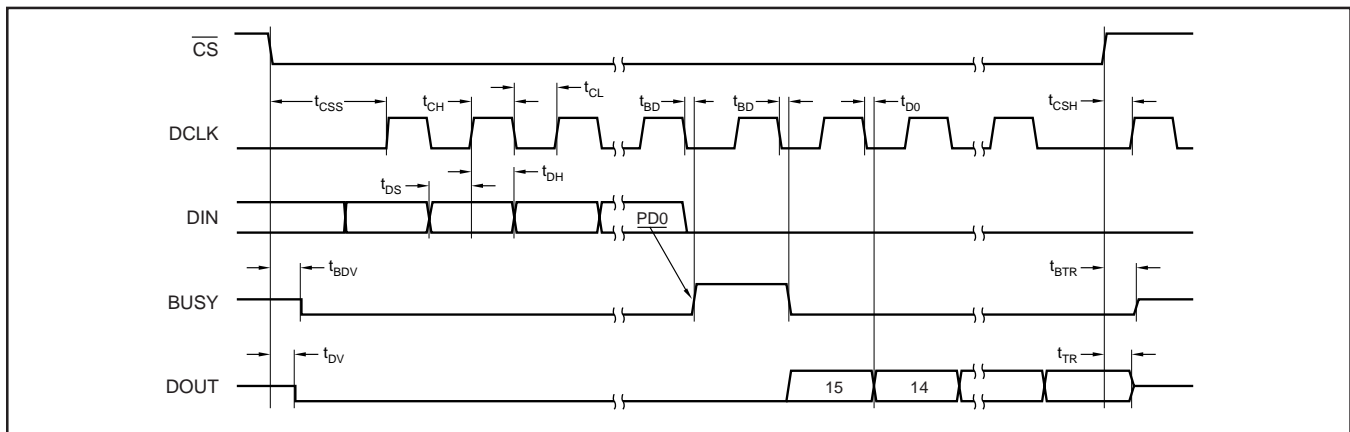 CS
tCSS tCH tCL tBD tBD tD0 tCSH
DCLK
tDS tDH
DIN
PD0
tBDV tBTR
BUSY
tDV tTR
DOUT 15 14